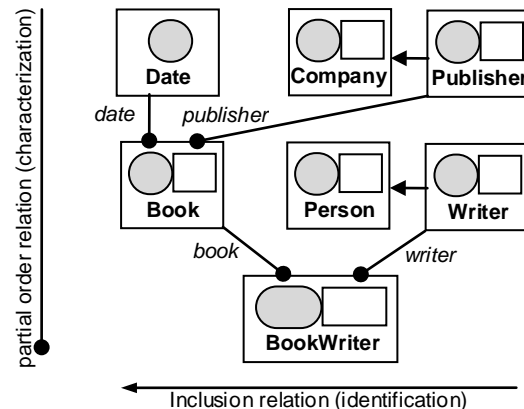 Date
Company
Publisher
date
publisher
Book
Person
Writer
book
writer
BookWriter
partial order relation (characterization)
Inclusion relation (identification)